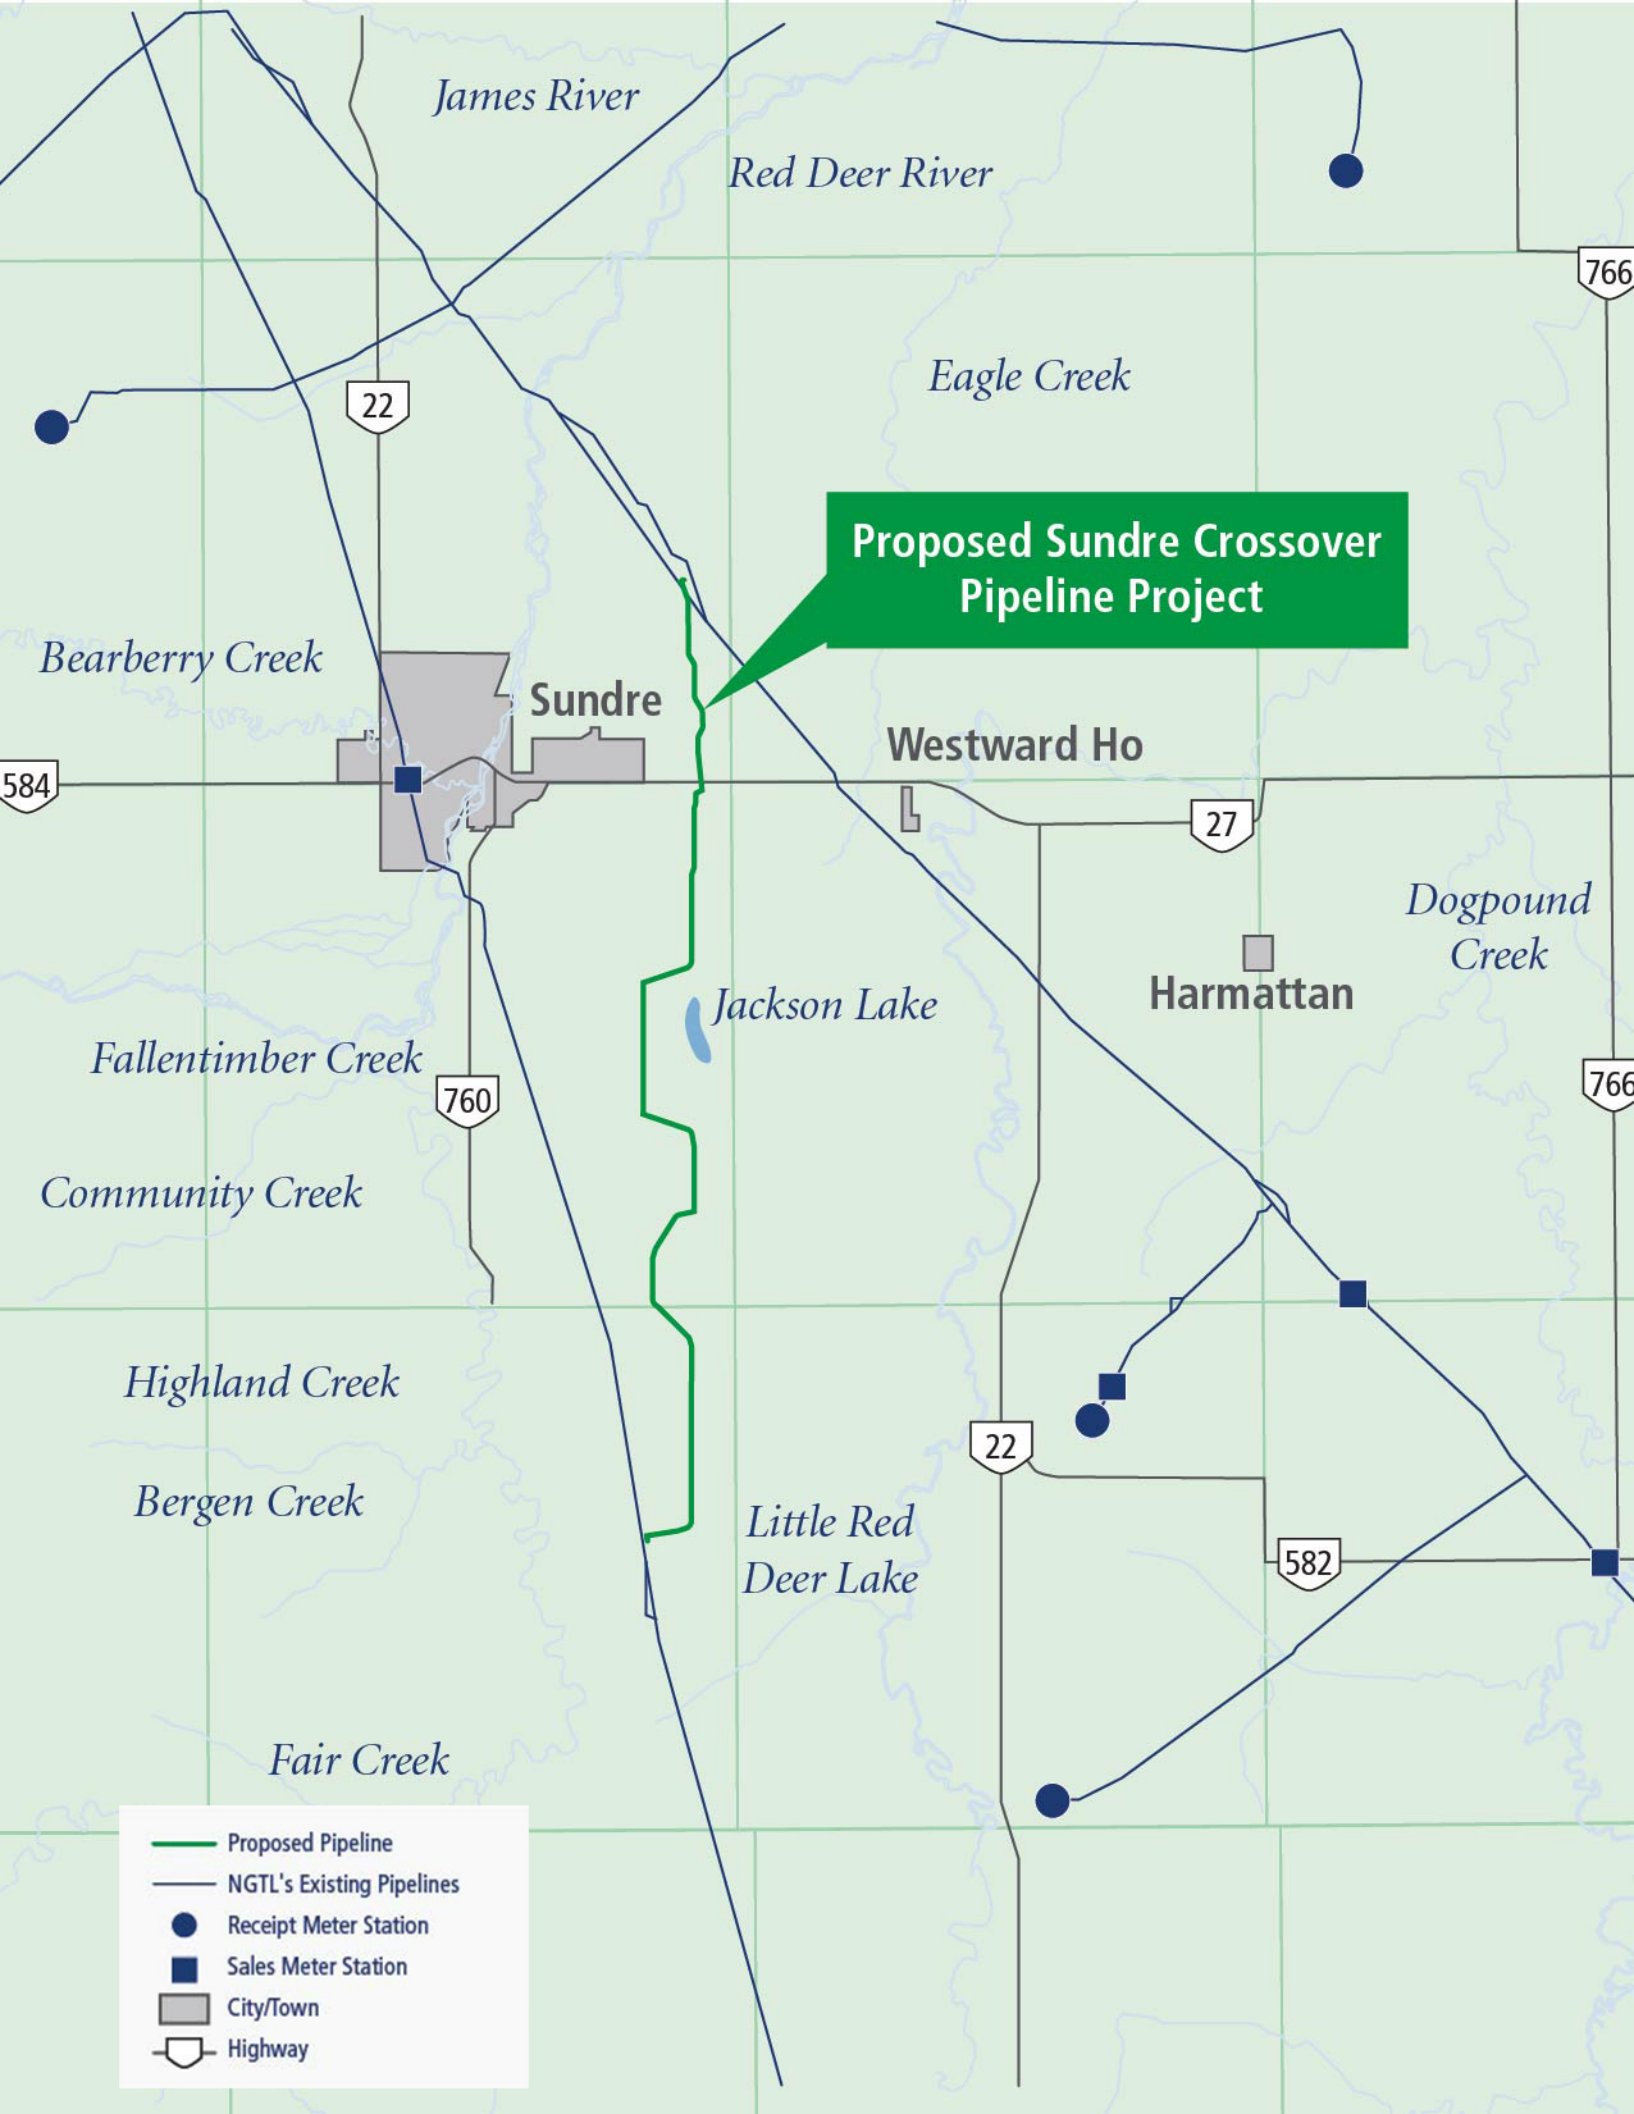 James River
Red Deer River
766
Eagle Creek
22
Proposed Sundre Crossover
Pipeline Project
Bearberry Creek
Sundre
Westward Ho
584
27
Dogpound
Creek
Harmattan
Jackson Lake
Fallentimber Creek
760
766
Community Creek
Highland Creek
22
Bergen Creek
Little Red
Deer Lake
582
Fair Creek
Proposed Pipeline
NGTL's Existing Pipelines
Receipt Meter Station
Sales Meter Station
City/Town
Highway